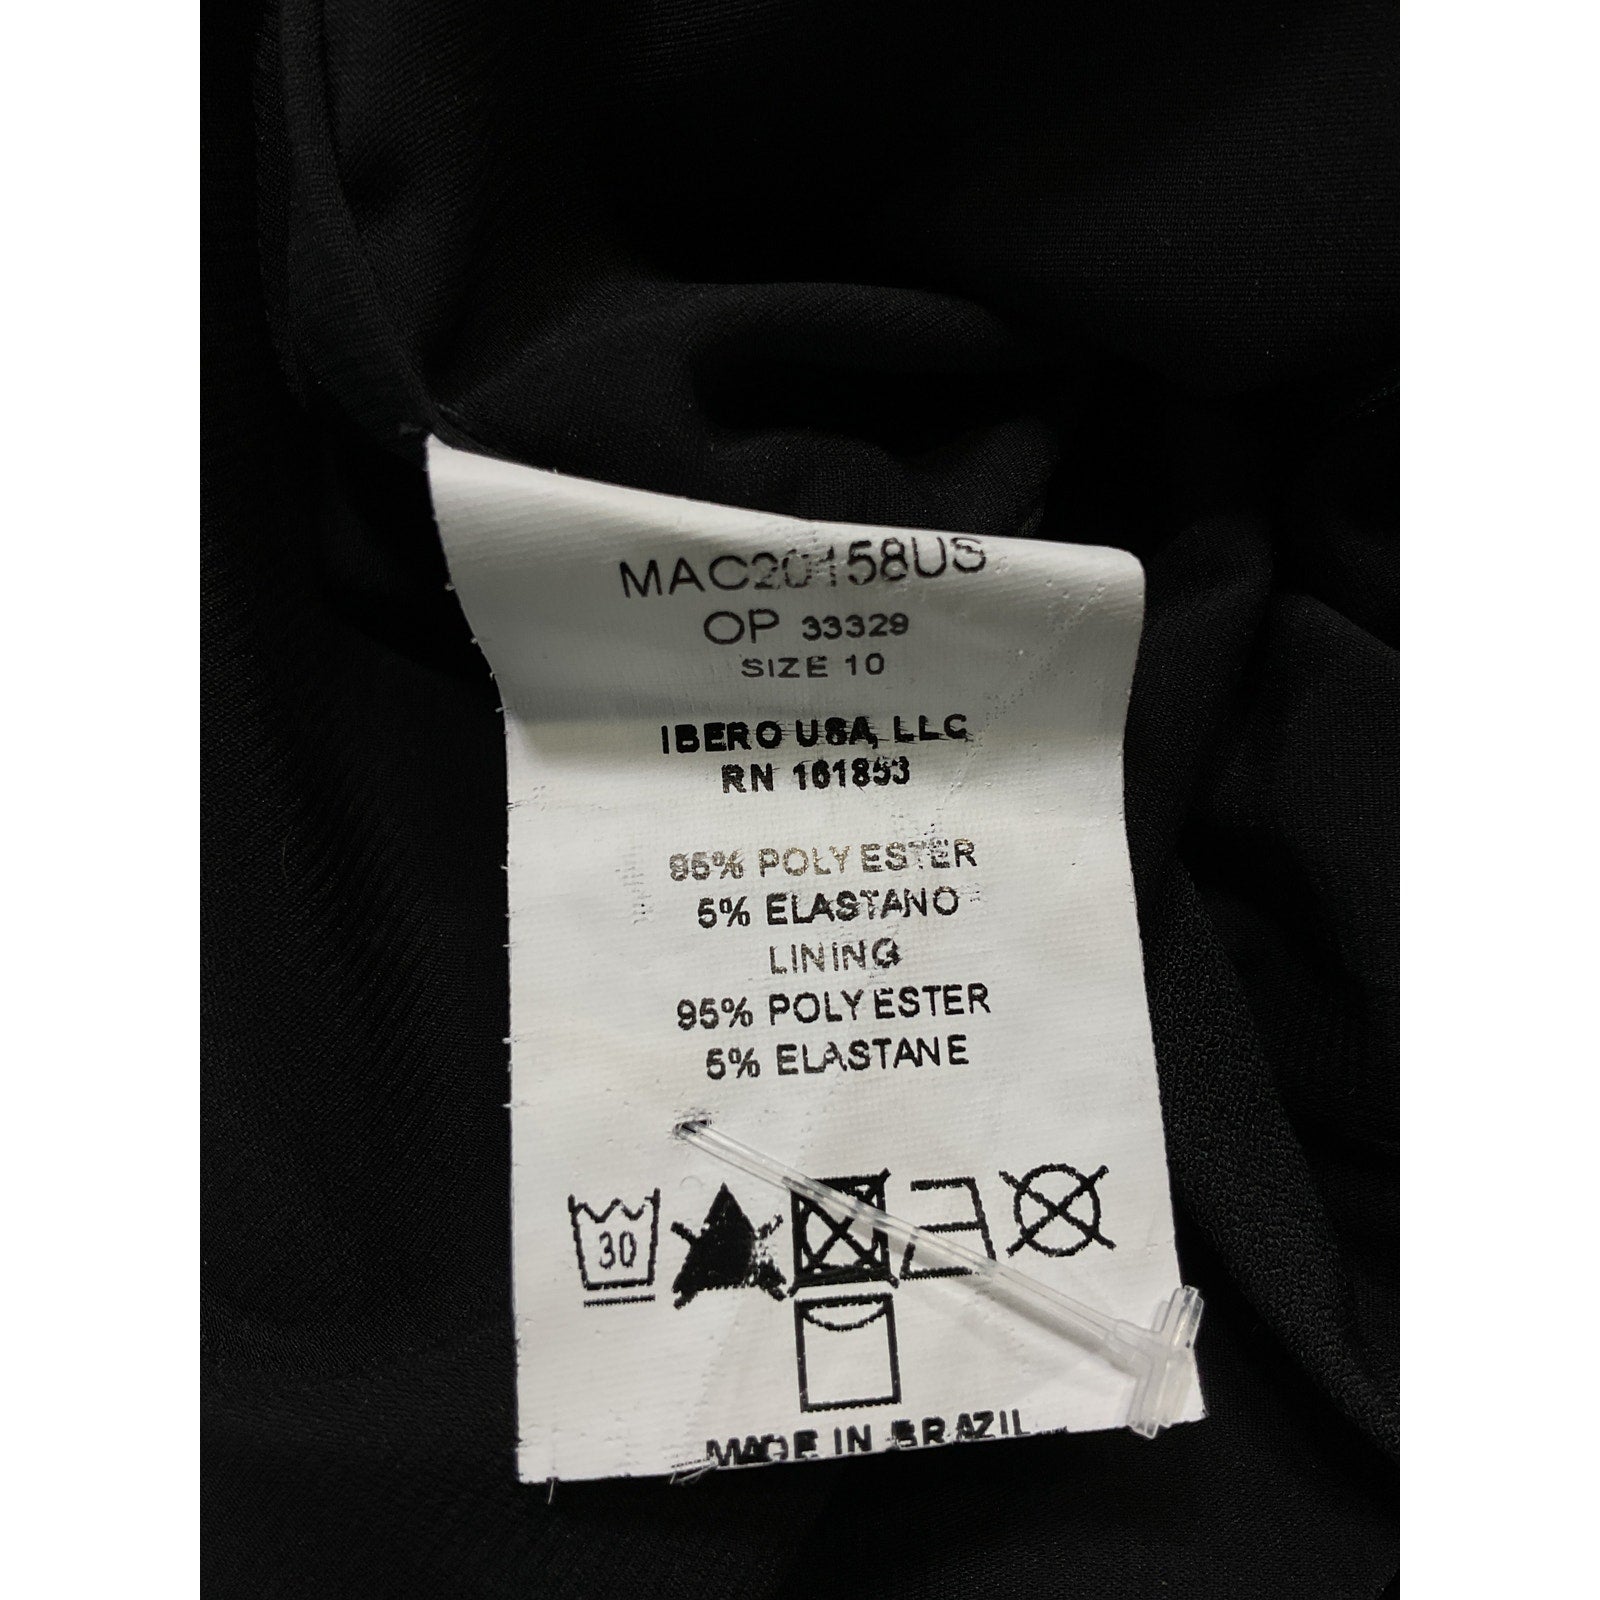 MAC20158US
OP 33329
SIZE 10
IBERO USA, LLC
RN 161853
95% POLYESTER
5% ELASTANO
LINING
95% POLYESTER
5% ELASTANE
30
MADE IN BRAZIL